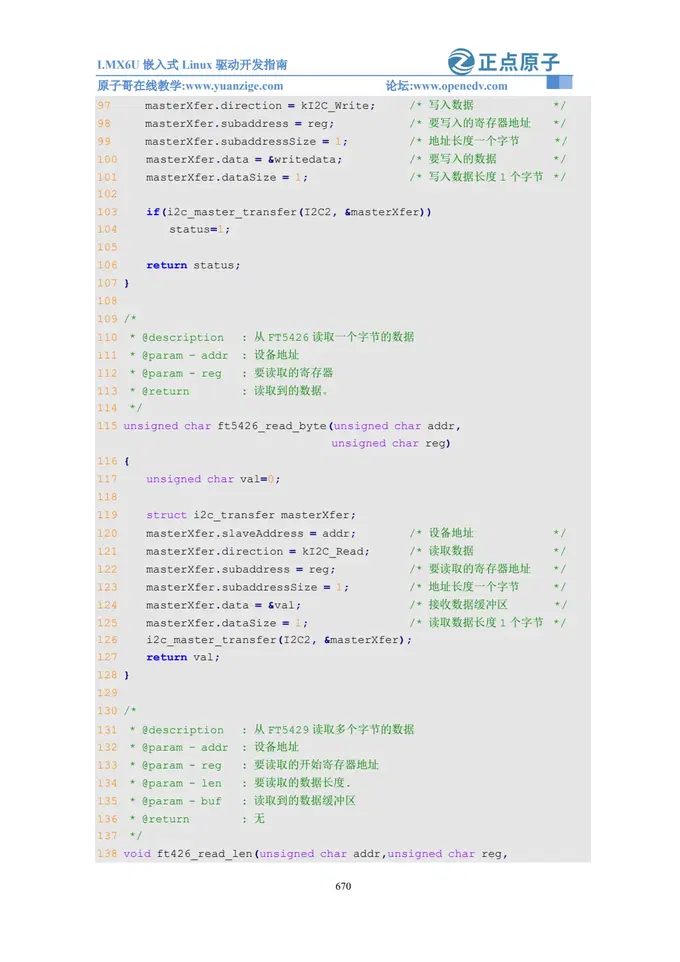 I.MX6U 嵌入式 Linux 驱动开发指南
正点原子
原子哥在线教学:www.yuanzige.com 论坛:www.openedv.com
97 masterXfer.direction = kI2C_Write; /* 写入数据 */
98 masterXfer.subaddress = reg; /* 要写入的寄存器地址 */
99 masterXfer.subaddressSize = 1; /* 地址长度一个字节 */
100 masterXfer.data = &writedata; /* 要写入的数据 */
101 masterXfer.dataSize = 1; /* 写入数据长度 1 个字节 */
102
103 if(i2c_master_transfer(I2C2, &masterXfer))
104 status=1;
105
106 return status;
107 }
108
109 /*
110 * @description : 从 FT5426 读取一个字节的数据
111 * @param - addr : 设备地址
112 * @param - reg : 要读取的寄存器
113 * @return : 读取到的数据。
114 */
115 unsigned char ft5426_read_byte(unsigned char addr,
unsigned char reg)
116 {
117 unsigned char val=0;
118
119 struct i2c_transfer masterXfer;
120 masterXfer.slaveAddress = addr; /* 设备地址 */
121 masterXfer.direction = kI2C_Read; /* 读取数据 */
122 masterXfer.subaddress = reg; /* 要读取的寄存器地址 */
123 masterXfer.subaddressSize = 1; /* 地址长度一个字节 */
124 masterXfer.data = &val; /* 接收数据缓冲区 */
125 masterXfer.dataSize = 1; /* 读取数据长度 1 个字节 */
126 i2c_master_transfer(I2C2, &masterXfer);
127 return val;
128 }
129
130 /*
131 * @description : 从 FT5429 读取多个字节的数据
132 * @param - addr : 设备地址
133 * @param - reg : 要读取的开始寄存器地址
134 * @param - len : 要读取的数据长度.
135 * @param - buf : 读取到的数据缓冲区
136 * @return : 无
137 */
138 void ft426_read_len(unsigned char addr,unsigned char reg,
670